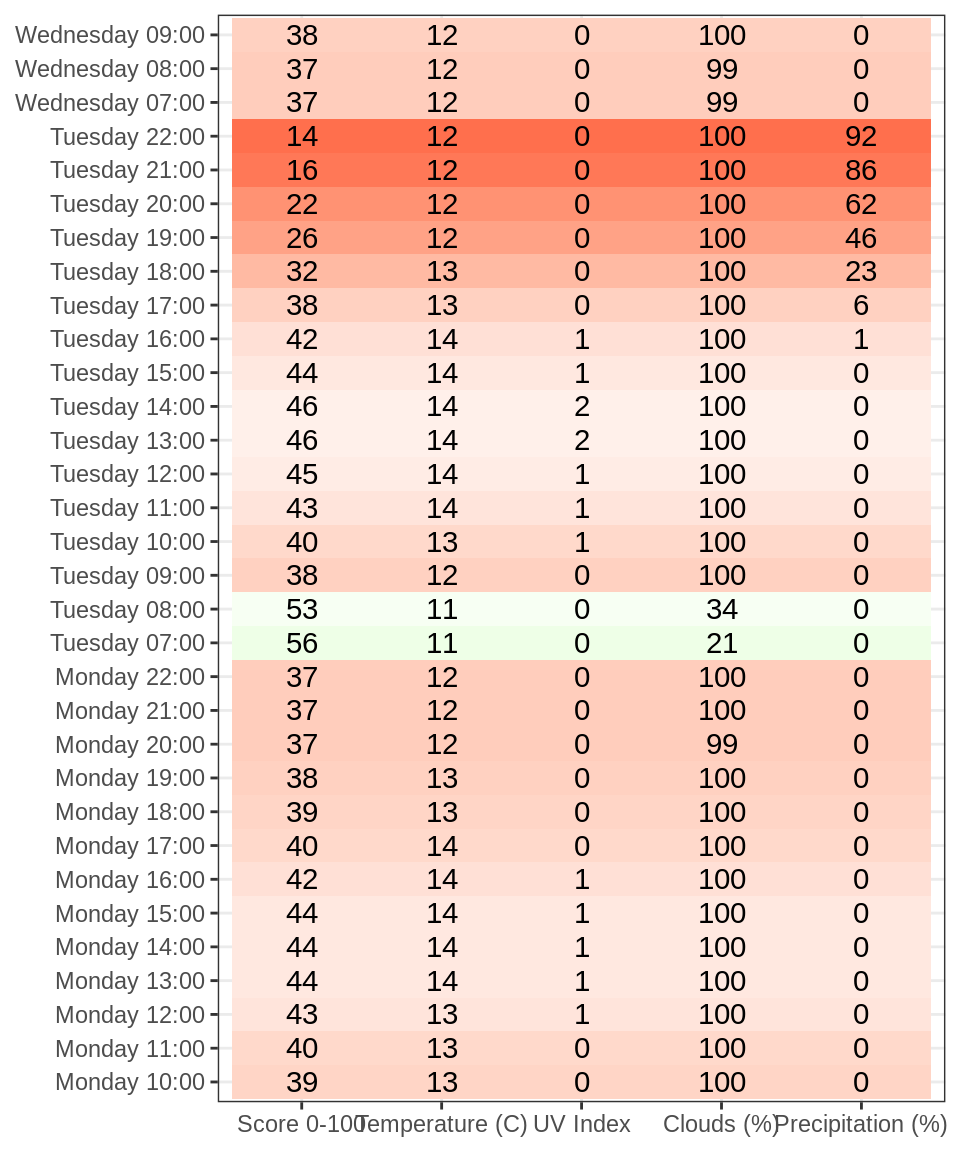 Wednesday 09:00 38 12 0 100 0
Wednesday 08:00 37 12 0 99 0
Wednesday 07:00 37 12 0 99 0
Tuesday 22:00 14 12 0 100 92
Tuesday 21:00 16 12 0 100 86
Tuesday 20:00 22 12 0 100 62
Tuesday 19:00 26 12 0 100 46
Tuesday 18:00 32 13 0 100 23
Tuesday 17:00 38 13 0 100 6
Tuesday 16:00 42 14 1 100 1
Tuesday 15:00 44 14 1 100 0
Tuesday 14:00 46 14 2 100 0
Tuesday 13:00 46 14 2 100 0
Tuesday 12:00 45 14 1 100 0
Tuesday 11:00 43 14 1 100 0
Tuesday 10:00 40 13 1 100 0
Tuesday 09:00 38 12 0 100 0
Tuesday 08:00 53 11 0 34 0
Tuesday 07:00 56 11 0 21 0
Monday 22:00 37 12 0 100 0
Monday 21:00 37 12 0 100 0
Monday 20:00 37 12 0 99 0
Monday 19:00 38 13 0 100 0
Monday 18:00 39 13 0 100 0
Monday 17:00 40 14 0 100 0
Monday 16:00 42 14 1 100 0
Monday 15:00 44 14 1 100 0
Monday 14:00 44 14 1 100 0
Monday 13:00 44 14 1 100 0
Monday 12:00 43 13 1 100 0
Monday 11:00 40 13 0 100 0
Monday 10:00 39 13 0 100 0
Score 0-100 Temperature (C) UV Index Clouds (%) Precipitation (%)